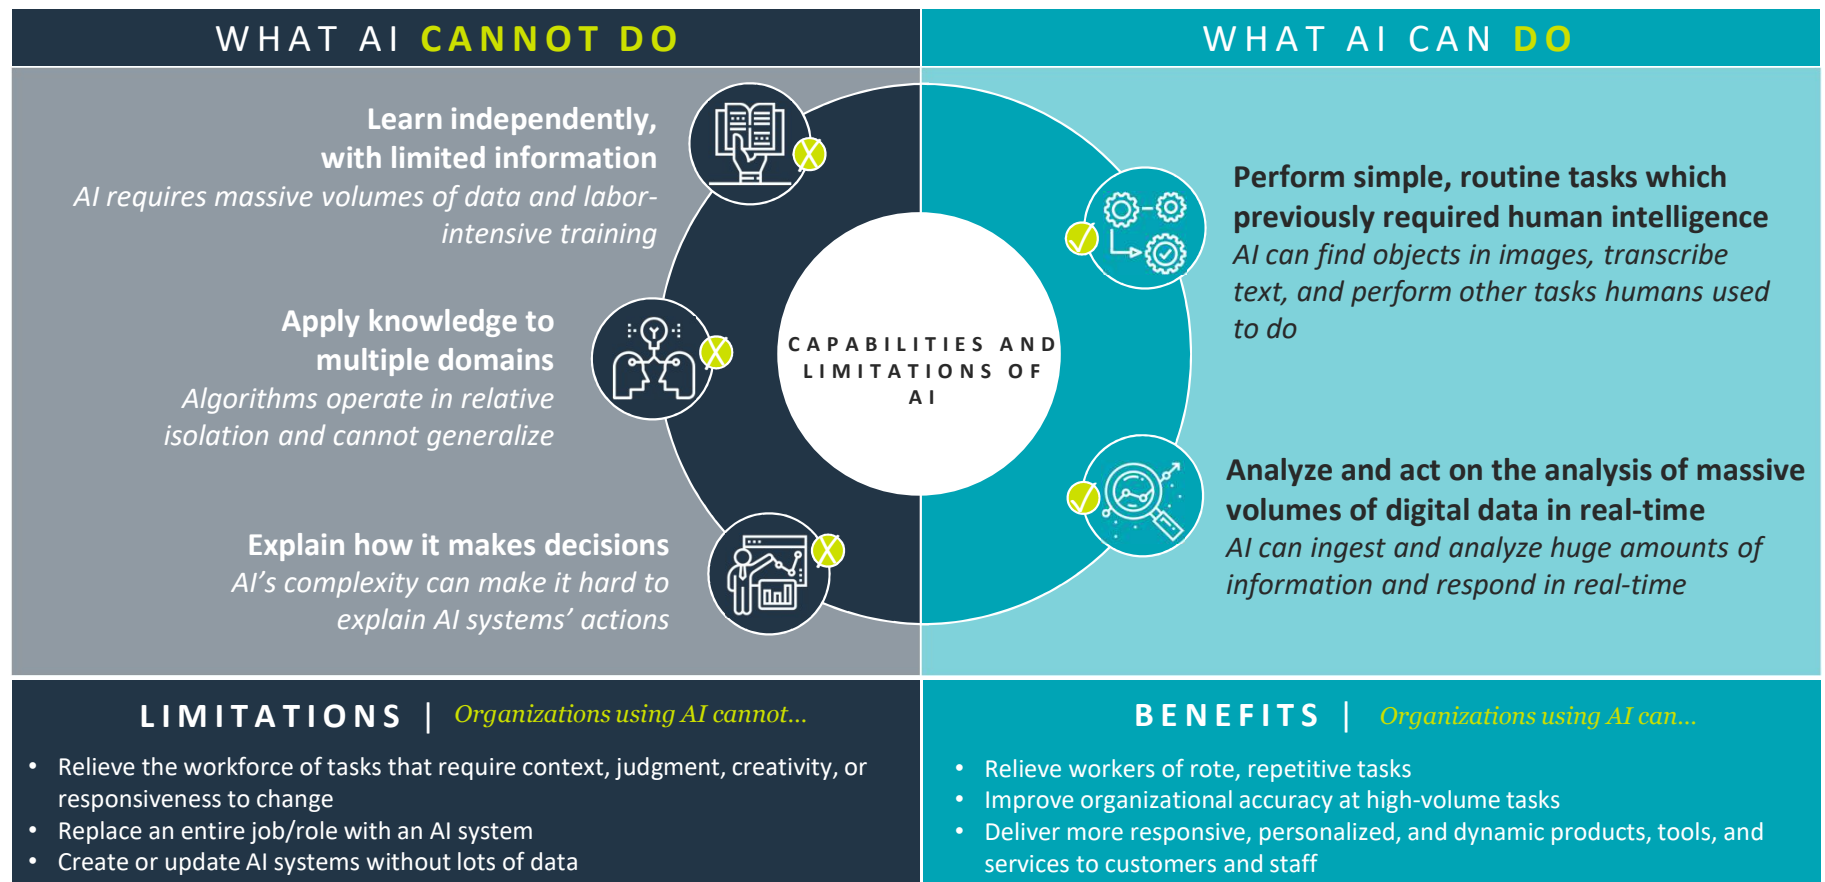 WHAT AI CANNOT DO
Learn independently,
with limited information
AI requires massive volumes of data and labor-
intensive training
Apply knowledge to
multiple domains
Algorithms operate in relative
isolation and cannot generalize
Explain how it makes decisions
AI's complexity can make it hard to
explain AI systems' actions
CAPABILITIES AND
LIMITATIONS OF
AI
WHAT AI CAN DO
Perform simple, routine tasks which
previously required human intelligence
AI can find objects in images, transcribe
text, and perform other tasks humans used
to do
Analyze and act on the analysis of massive
volumes of digital data in real-time
AI can ingest and analyze huge amounts of
information and respond in real-time
LIMITATIONS | Organizations using AI cannot...
• Relieve the workforce of tasks that require context, judgment, creativity, or
responsiveness to change
• Replace an entire job/role with an AI system
• Create or update AI systems without lots of data
BENEFITS | Organizations using AI can...
• Relieve workers of rote, repetitive tasks
• Improve organizational accuracy at high-volume tasks
• Deliver more responsive, personalized, and dynamic products, tools, and
services to customers and staff